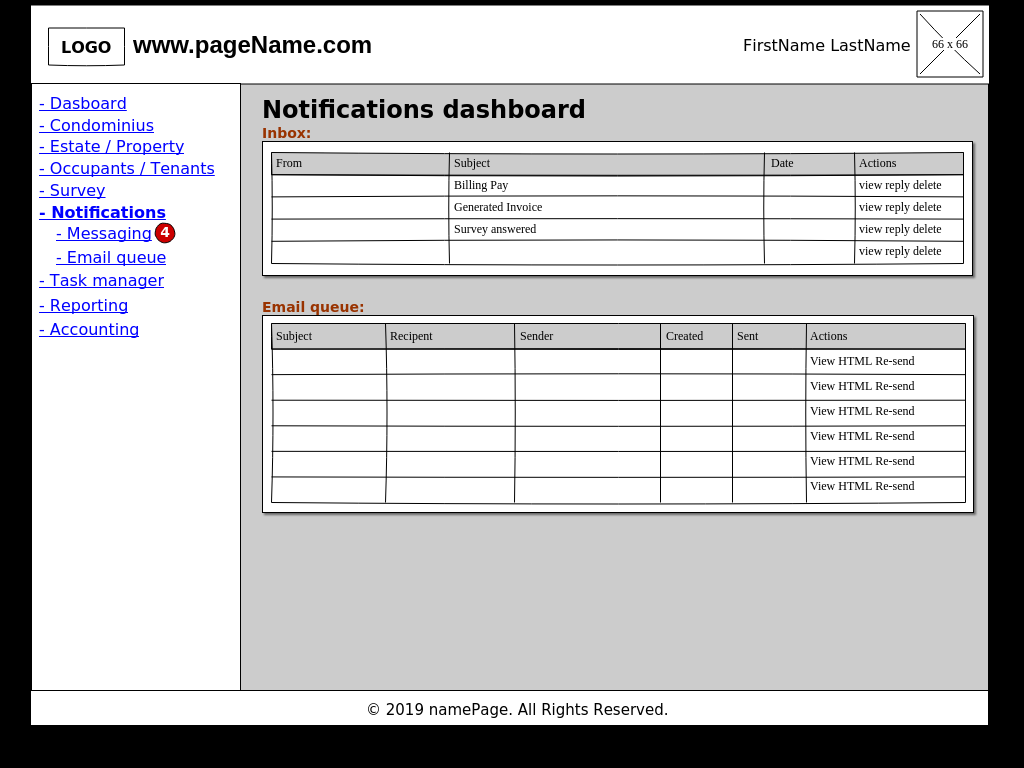 LOGO www.pageName.com FirstName LastName 66 x 66
- Dasboard
- Condominius
- Estate / Property
- Occupants / Tenants
- Survey
- Notifications
- Messaging 4
- Email queue
- Task manager
- Reporting
- Accounting
Notifications dashboard
Inbox:
From Subject Date Actions
Billing Pay view reply delete
Generated Invoice view reply delete
Survey answered view reply delete
view reply delete
Email queue:
Subject Recipent Sender Created Sent Actions
View HTML Re-send
View HTML Re-send
View HTML Re-send
View HTML Re-send
View HTML Re-send
View HTML Re-send
© 2019 namePage. All Rights Reserved.